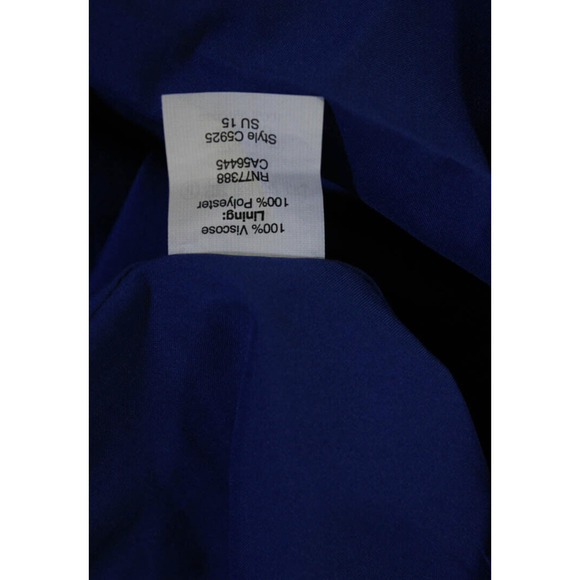 100% Viscose
Lining:
100% Polyester
RN77388
CA56445
Style C5925
SU 15